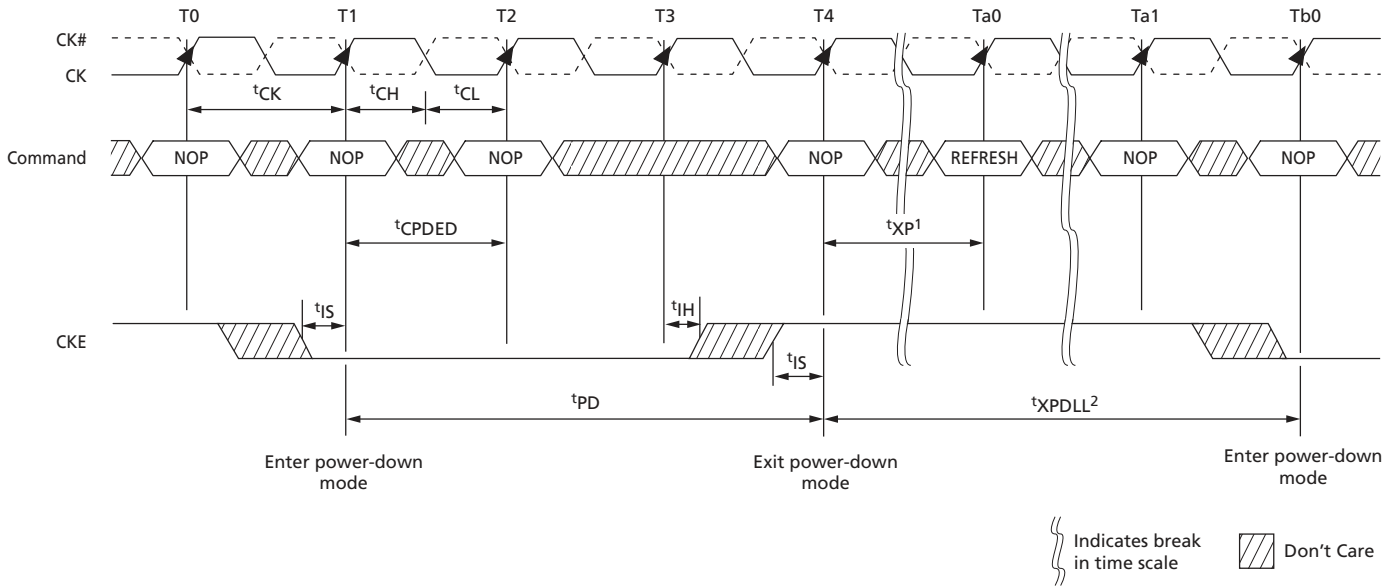 T0 T1 T2 T3 T4 Ta0 Ta1 Tb0
CK#
CK
tCK tCH tCL
Command NOP NOP NOP NOP REFRESH NOP NOP
tCPDED tXP1
tIS tIH
CKE
tIS
tPD tXPDLL2
Enter power-down
mode
Exit power-down
mode
Enter power-down
mode
Indicates break
in time scale
Don't Care